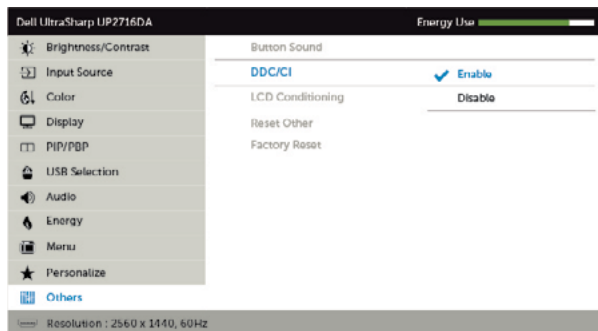 Dell UltraSharp UP2716DA
Energy Use
Brightness/Contrast
Button Sound
Input Source
DDC/CI
Enable
Color
LCD Conditioning
Disable
Display
Reset Other
PIP/PBP
Factory Reset
USB Selection
Audio
Energy
Menu
Personalize
Others
Resolution : 2560 x 1440, 60Hz